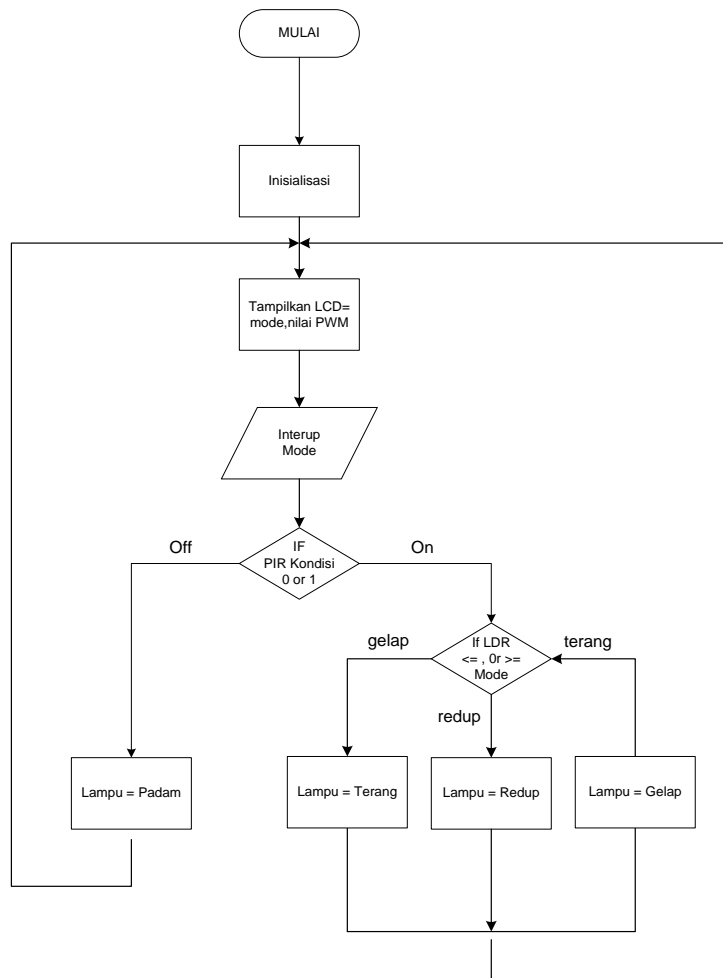 MULAI
Inisialisasi
Tampilkan LCD=
mode,nilai PWM
Interup
Mode
Off
IF
PIR Kondisi
0 or 1
On
gelap
If LDR
<= , 0r >=
Mode
terang
redup
Lampu = Padam
Lampu = Terang
Lampu = Redup
Lampu = Gelap